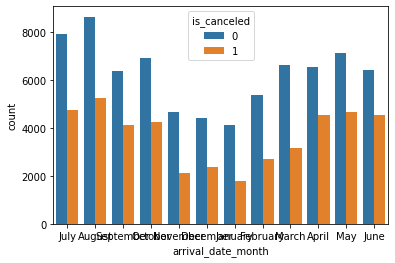 is_canceled
0
1
8000
6000
4000
2000
0
count
July August September October November December January February March April May June
arrival_date_month